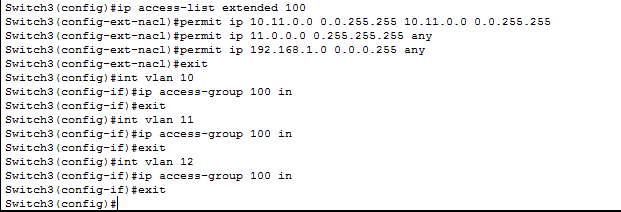 Switch3(config)#ip access-list extended 100
Switch3(config-ext-nacl)#permit ip 10.11.0.0 0.0.255.255 10.11.0.0 0.0.255.255
Switch3(config-ext-nacl)#permit ip 11.0.0.0 0.255.255.255 any
Switch3(config-ext-nacl)#permit ip 192.168.1.0 0.0.0.255 any
Switch3(config-ext-nacl)#exit
Switch3(config)#int vlan 10
Switch3(config-if)#ip access-group 100 in
Switch3(config-if)#exit
Switch3(config)#int vlan 11
Switch3(config-if)#ip access-group 100 in
Switch3(config-if)#exit
Switch3(config)#int vlan 12
Switch3(config-if)#ip access-group 100 in
Switch3(config-if)#exit
Switch3(config)#